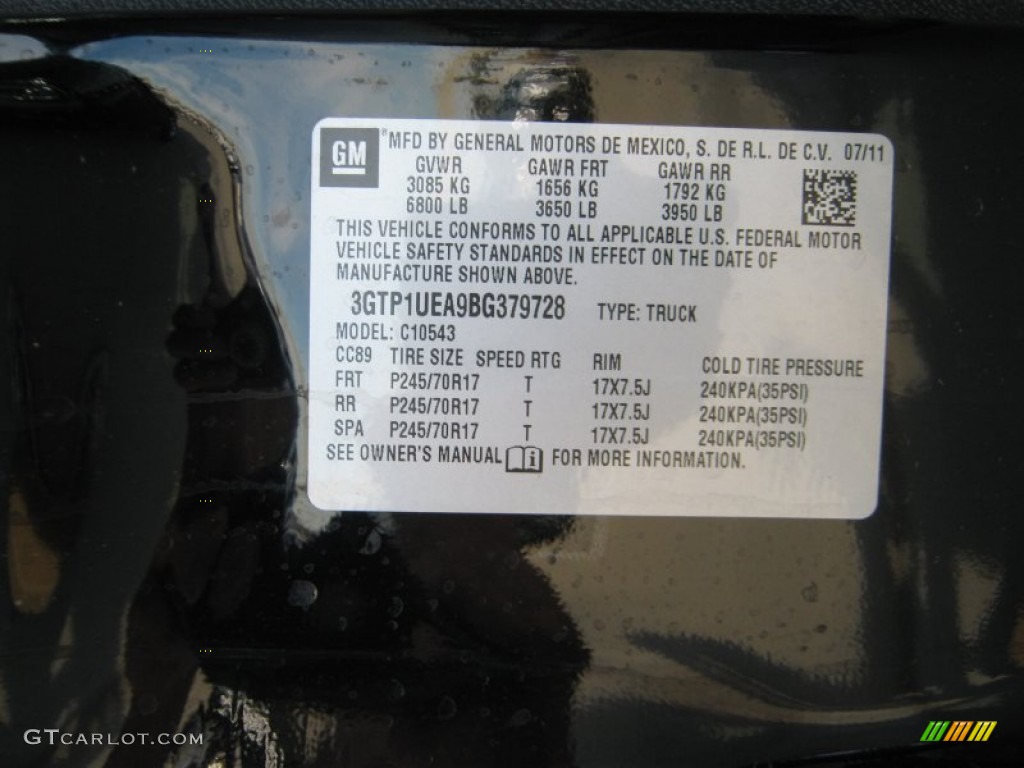 GM ® MFD BY GENERAL MOTORS DE MEXICO, S. DE R.L. DE C.V. 07/11
GVWR GAWR FRT GAWR RR
3085 KG 1656 KG 1792 KG
6800 LB 3650 LB 3950 LB
THIS VEHICLE CONFORMS TO ALL APPLICABLE U.S. FEDERAL MOTOR
VEHICLE SAFETY STANDARDS IN EFFECT ON THE DATE OF
MANUFACTURE SHOWN ABOVE.
3GTP1UEA9BG379728 TYPE: TRUCK
MODEL: C10543
CC89 TIRE SIZE SPEED RTG RIM COLD TIRE PRESSURE
FRT P245/70R17 T 17X7.5J 240KPA(35PSI)
RR P245/70R17 T 17X7.5J 240KPA(35PSI)
SPA P245/70R17 T 17X7.5J 240KPA(35PSI)
SEE OWNER'S MANUAL i FOR MORE INFORMATION.
GTCARLOT.COM